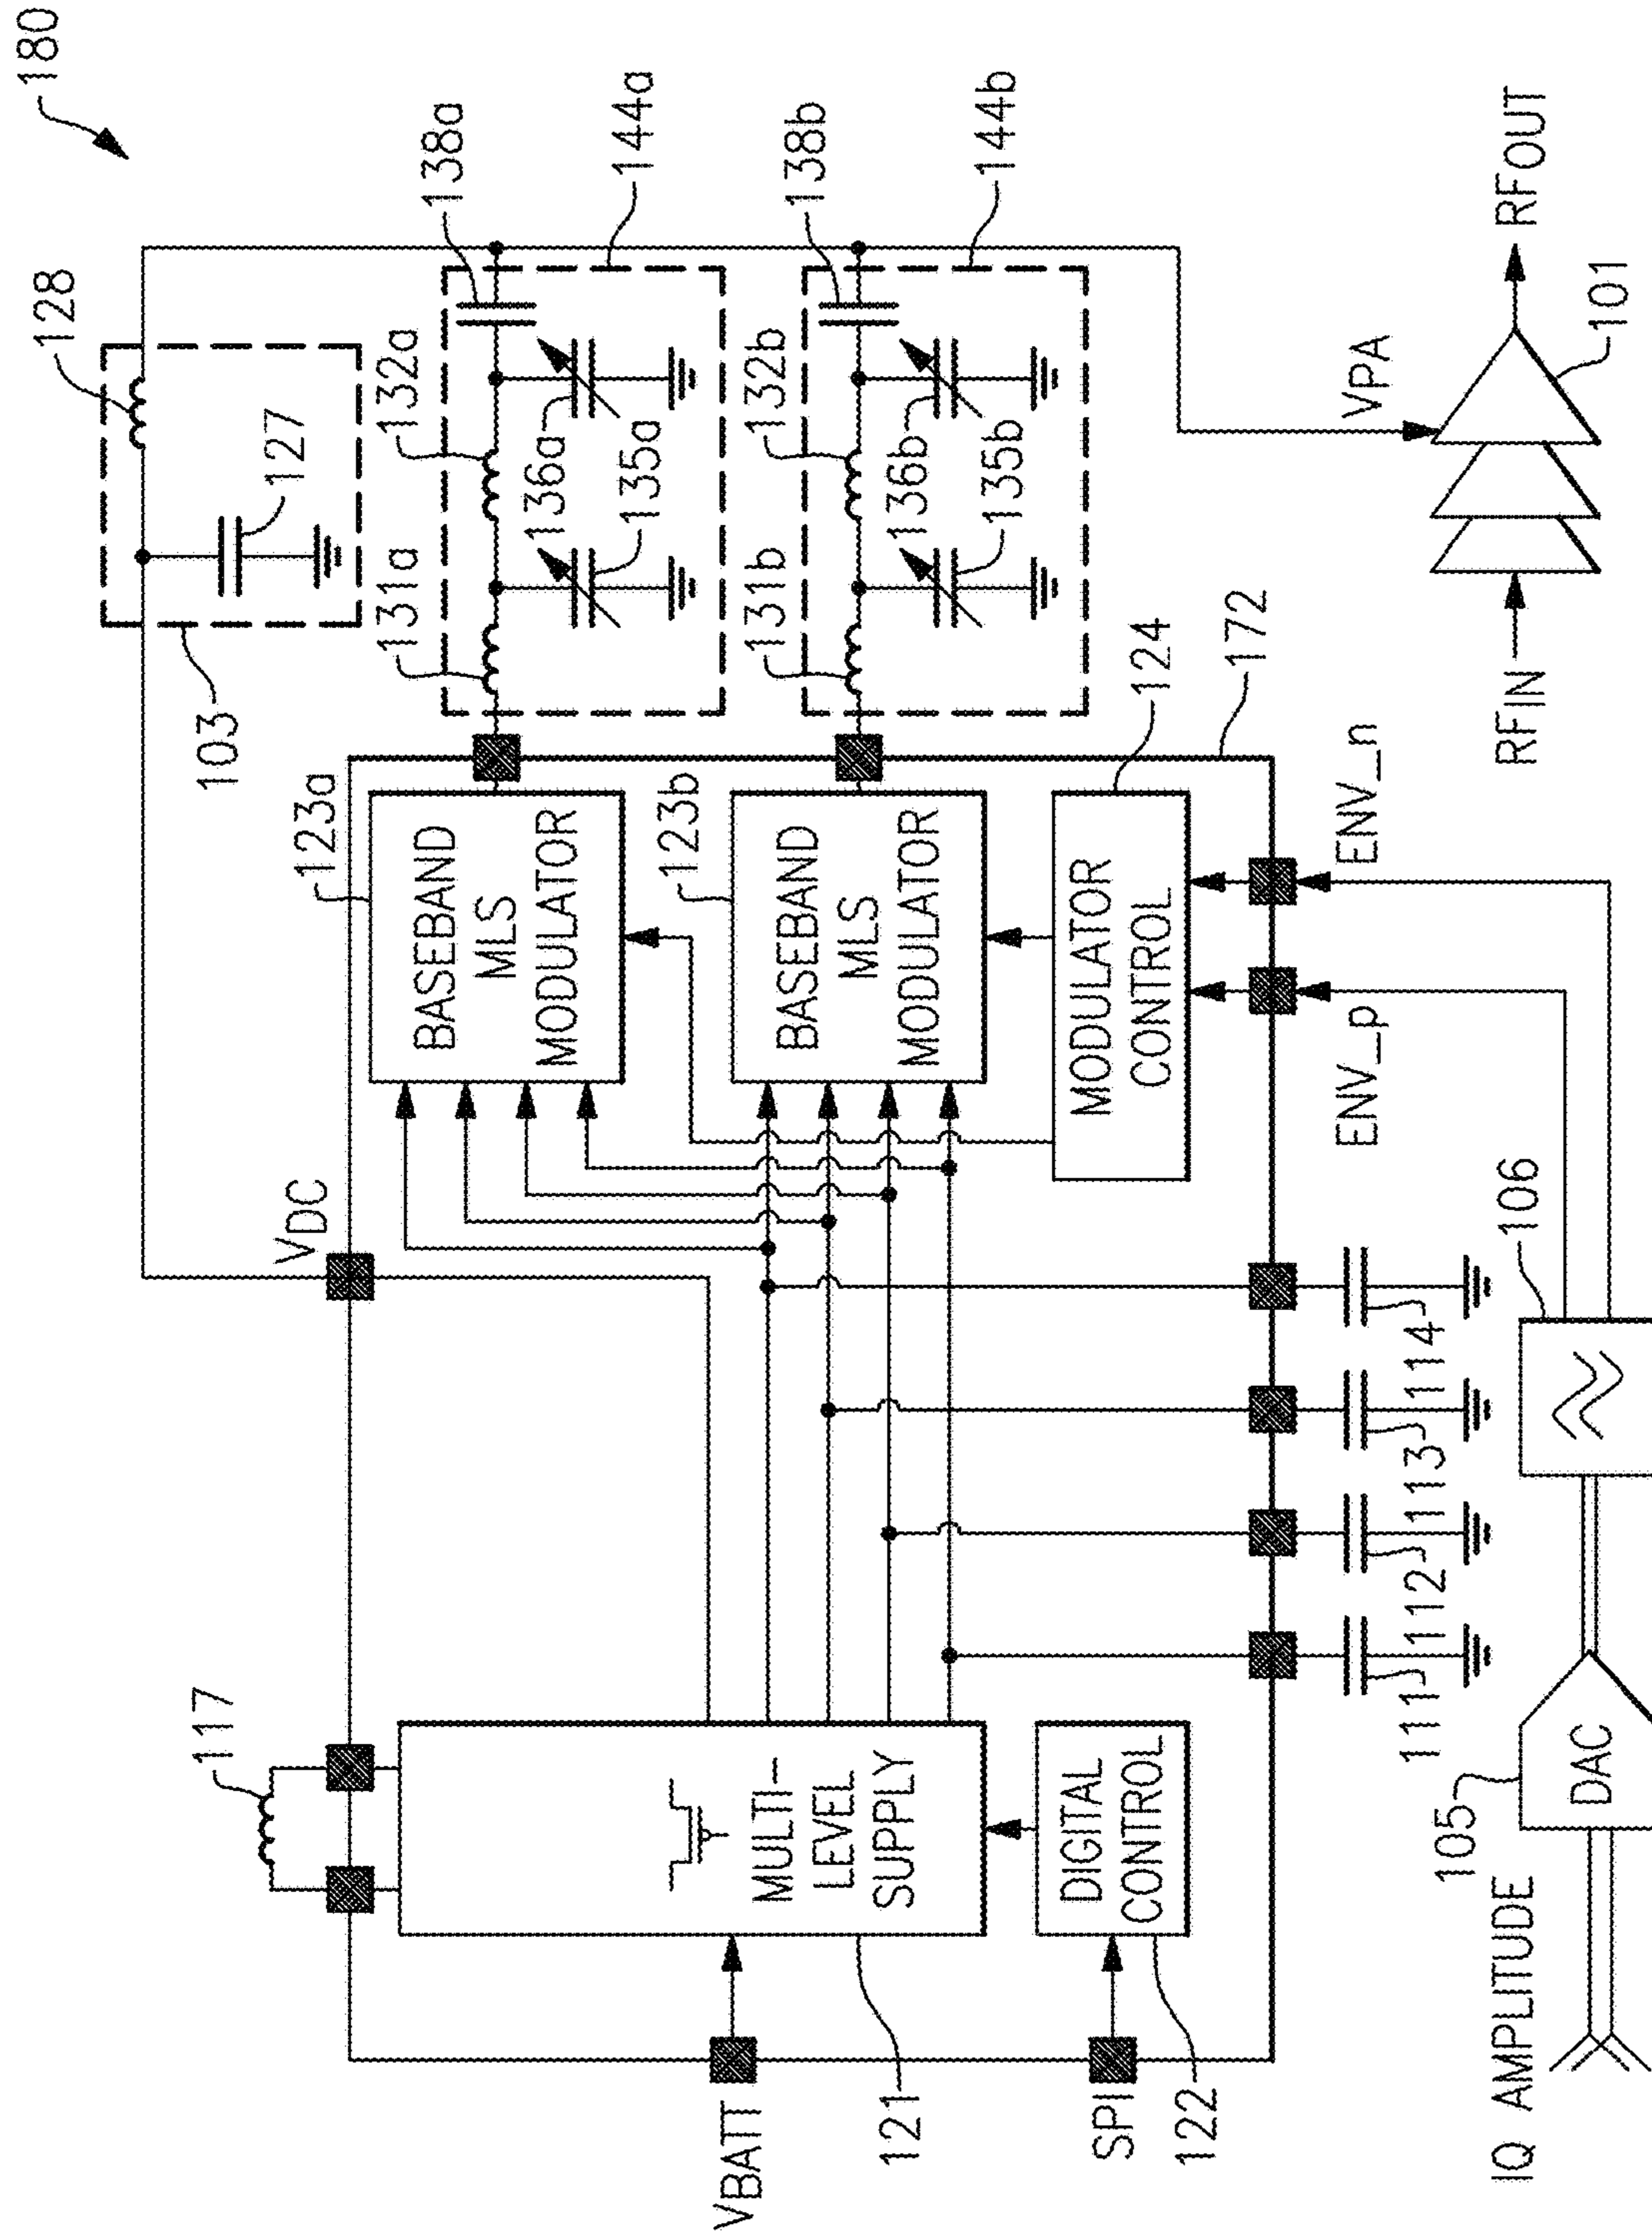 180
128
127
103
VDC
117
138a
132a
131a
136a
135a
144a
123a
BASEBAND
MLS
MODULATOR
138b
132b
131b
136b
135b
144b
123b
BASEBAND
MLS
MODULATOR
VBATT
MULTI-
LEVEL
SUPPLY
121
SPI
DIGITAL
CONTROL
122
MODULATOR
CONTROL
124
172
ENV_p
ENV_n
111
112
113
114
VPA
IQ AMPLITUDE
105
DAC
106
RFIN
RFOUT
101